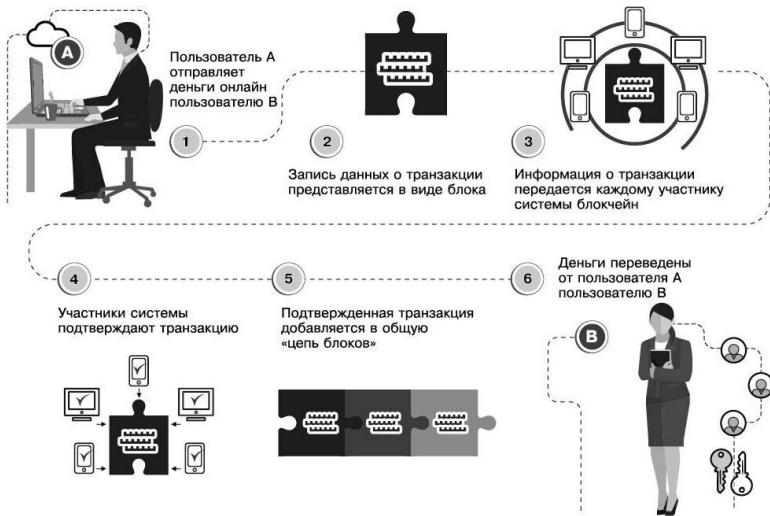 A
Пользователь А
отправляет
деньги онлайн
пользователю В
1
2
Запись данных о транзакции
представляется в виде блока
3
Информация о транзакции
передается каждому участнику
системы блокчейн
4
Участники системы
подтверждают транзакцию
5
Подтвержденная транзакция
добавляется в общую
«цепь блоков»
6
Деньги переведены
от пользователя А
пользователю В
B